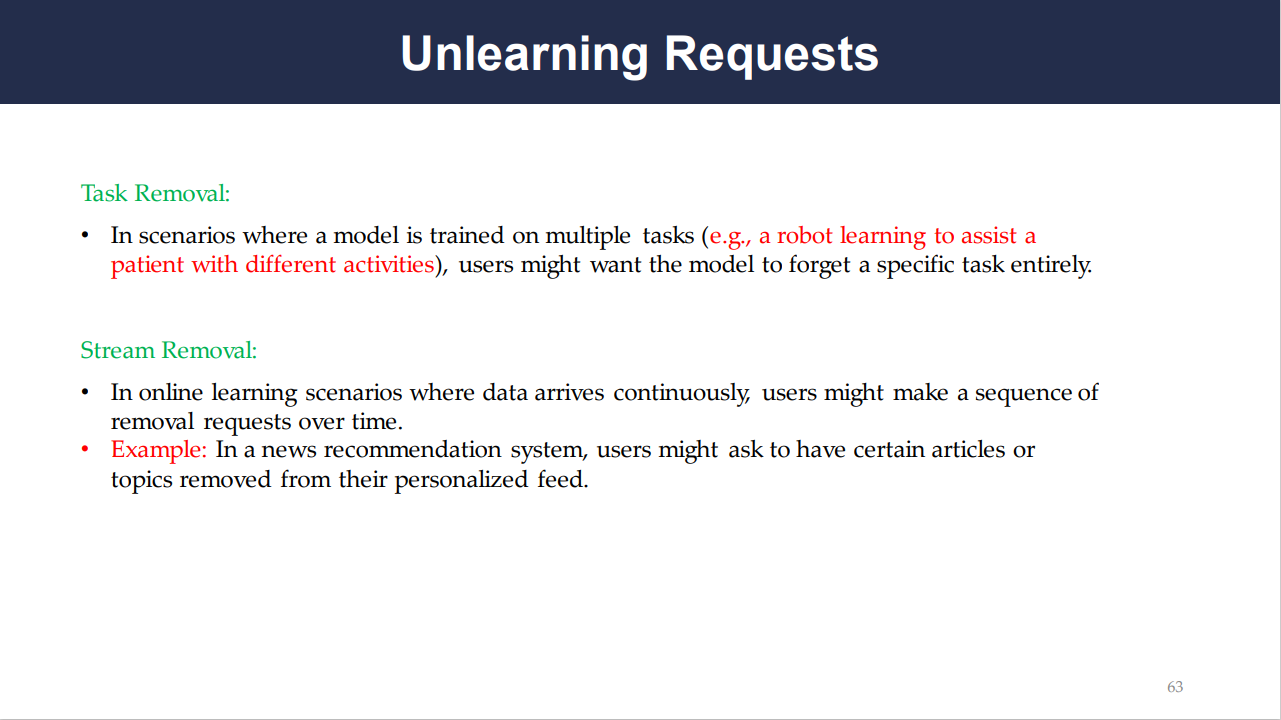 Unlearning Requests
Task Removal:
• In scenarios where a model is trained on multiple tasks (e.g., a robot learning to assist a
patient with different activities), users might want the model to forget a specific task entirely.
Stream Removal:
• In online learning scenarios where data arrives continuously, users might make a sequence of
removal requests over time.
• Example: In a news recommendation system, users might ask to have certain articles or
topics removed from their personalized feed.
63